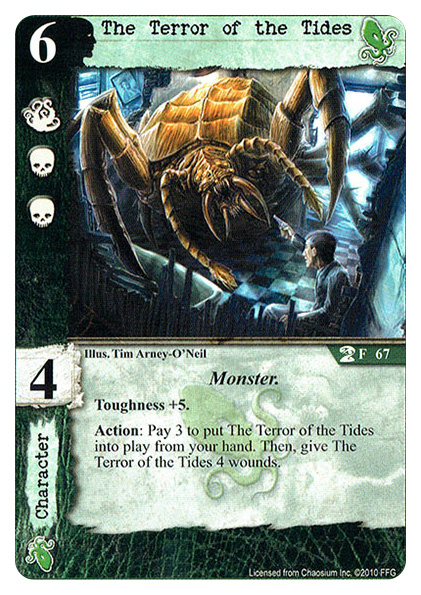 6
The Terror of the Tides
Illus. Tim Arney-O'Neil
F 67
4
Monster.
Toughness +5.
Action: Pay 3 to put The Terror of the Tides
into play from your hand. Then, give The
Terror of the Tides 4 wounds.
Character
Licensed from Chaosium Inc. ©2010 FFG